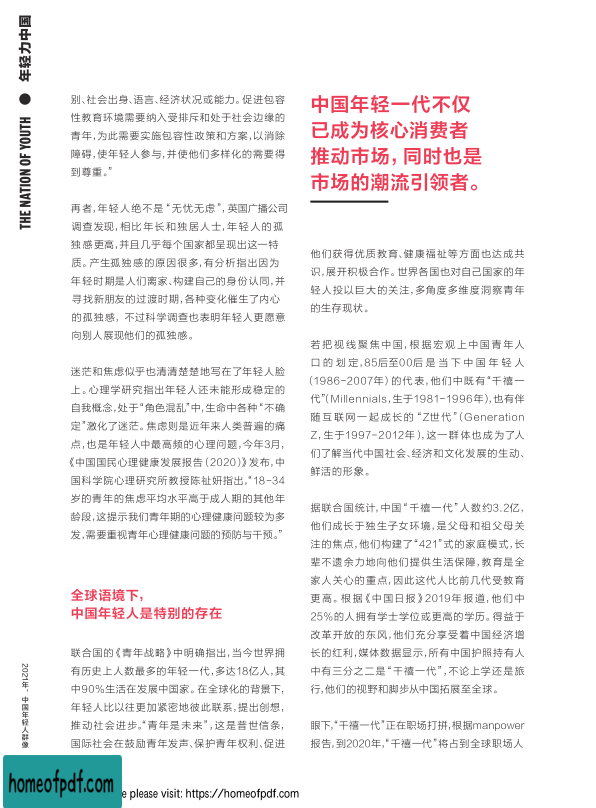 年轻力中国
THE NATION OF YOUTH
别、社会出身、语言、经济状况或能力。促进包容
性教育环境需要纳入受排斥和处于社会边缘的
青年，为此需要实施包容性政策和方案，以消除
障碍，使年轻人参与，并使他们多样化的需要得
到尊重。”
再者，年轻人绝不是“无忧无虑”，英国广播公司
调查发现，相比年长和独居人士，年轻人的孤
独感更高，并且几乎每个国家都呈现出这一特
质。产生孤独感的原因很多，有分析指出因为
年轻时期是人们离家、构建自己的身份认同，并
寻找新朋友的过渡时期，各种变化催生了内心
的孤独感，不过科学调查也表明年轻人更愿意
向别人展现他们的孤独感。
迷茫和焦虑似乎也清清楚楚地写在了年轻人脸
上。心理学研究指出年轻人还未能形成稳定的
自我概念，处于“角色混乱”中，生命中各种“不确
定”激化了迷茫。焦虑则是近年来人类普遍的痛
点，也是年轻人中最高频的心理问题，今年3月，
《中国国民心理健康发展报告（2020）》发布，中
国科学院心理研究所教授陈祉妍指出，“18-34
岁的青年的焦虑平均水平高于成人期的其他年
龄段，这提示我们青年期的心理健康问题较为多
发，需要重视青年心理健康问题的预防与干预。”
全球语境下，
中国年轻人是特别的存在
联合国的《青年战略》中明确指出，当今世界拥
有历史上人数最多的年轻一代，多达18亿人，其
中90%生活在发展中国家。在全球化的背景下，
年轻人比以往更加紧密地彼此联系，提出创想，
推动社会进步。“青年是未来”，这是普世信条，
国际社会在鼓励青年发声、保护青年权利、促进
中国年轻一代不仅
已成为核心消费者
推动市场，同时也是
市场的潮流引领者。
他们获得优质教育、健康福祉等方面也达成共
识，展开积极合作。世界各国也对自己国家的年
轻人投以巨大的关注，多角度多维度洞察青年
的生存现状。
若把视线聚焦中国，根据宏观上中国青年人
口的划定，85后至00后是当下中国年轻人
（1986-2007年）的代表，他们中既有“千禧一
代”（Millennials，生于1981-1996年），也有伴
随互联网一起成长的“Z世代”（Generation
Z，生于1997-2012年），这一群体也成为了人
们了解当代中国社会、经济和文化发展的生动、
鲜活的形象。
据联合国统计，中国“千禧一代”人数约3.2亿，
他们成长于独生子女环境，是父母和祖父母关
注的焦点，他们构建了“421”式的家庭模式，长
辈不遗余力地向他们提供生活保障，教育是全
家人关心的重点，因此这代人比前几代受教育
更高。根据《中国日报》2019年报道，他们中
25%的人拥有学士学位或更高的学历。得益于
改革开放的东风，他们充分享受着中国经济增
长的红利，媒体数据显示，所有中国护照持有人
中有三分之二是“千禧一代”，不论上学还是旅
行，他们的视野和脚步从中国拓展至全球。
眼下，“千禧一代”正在职场打拼，根据manpower
报告，到2020年，“千禧一代”将占到全球职场人
2021年·中国年轻人群像
homeofpdf.com
e please visit: https://homeofpdf.com